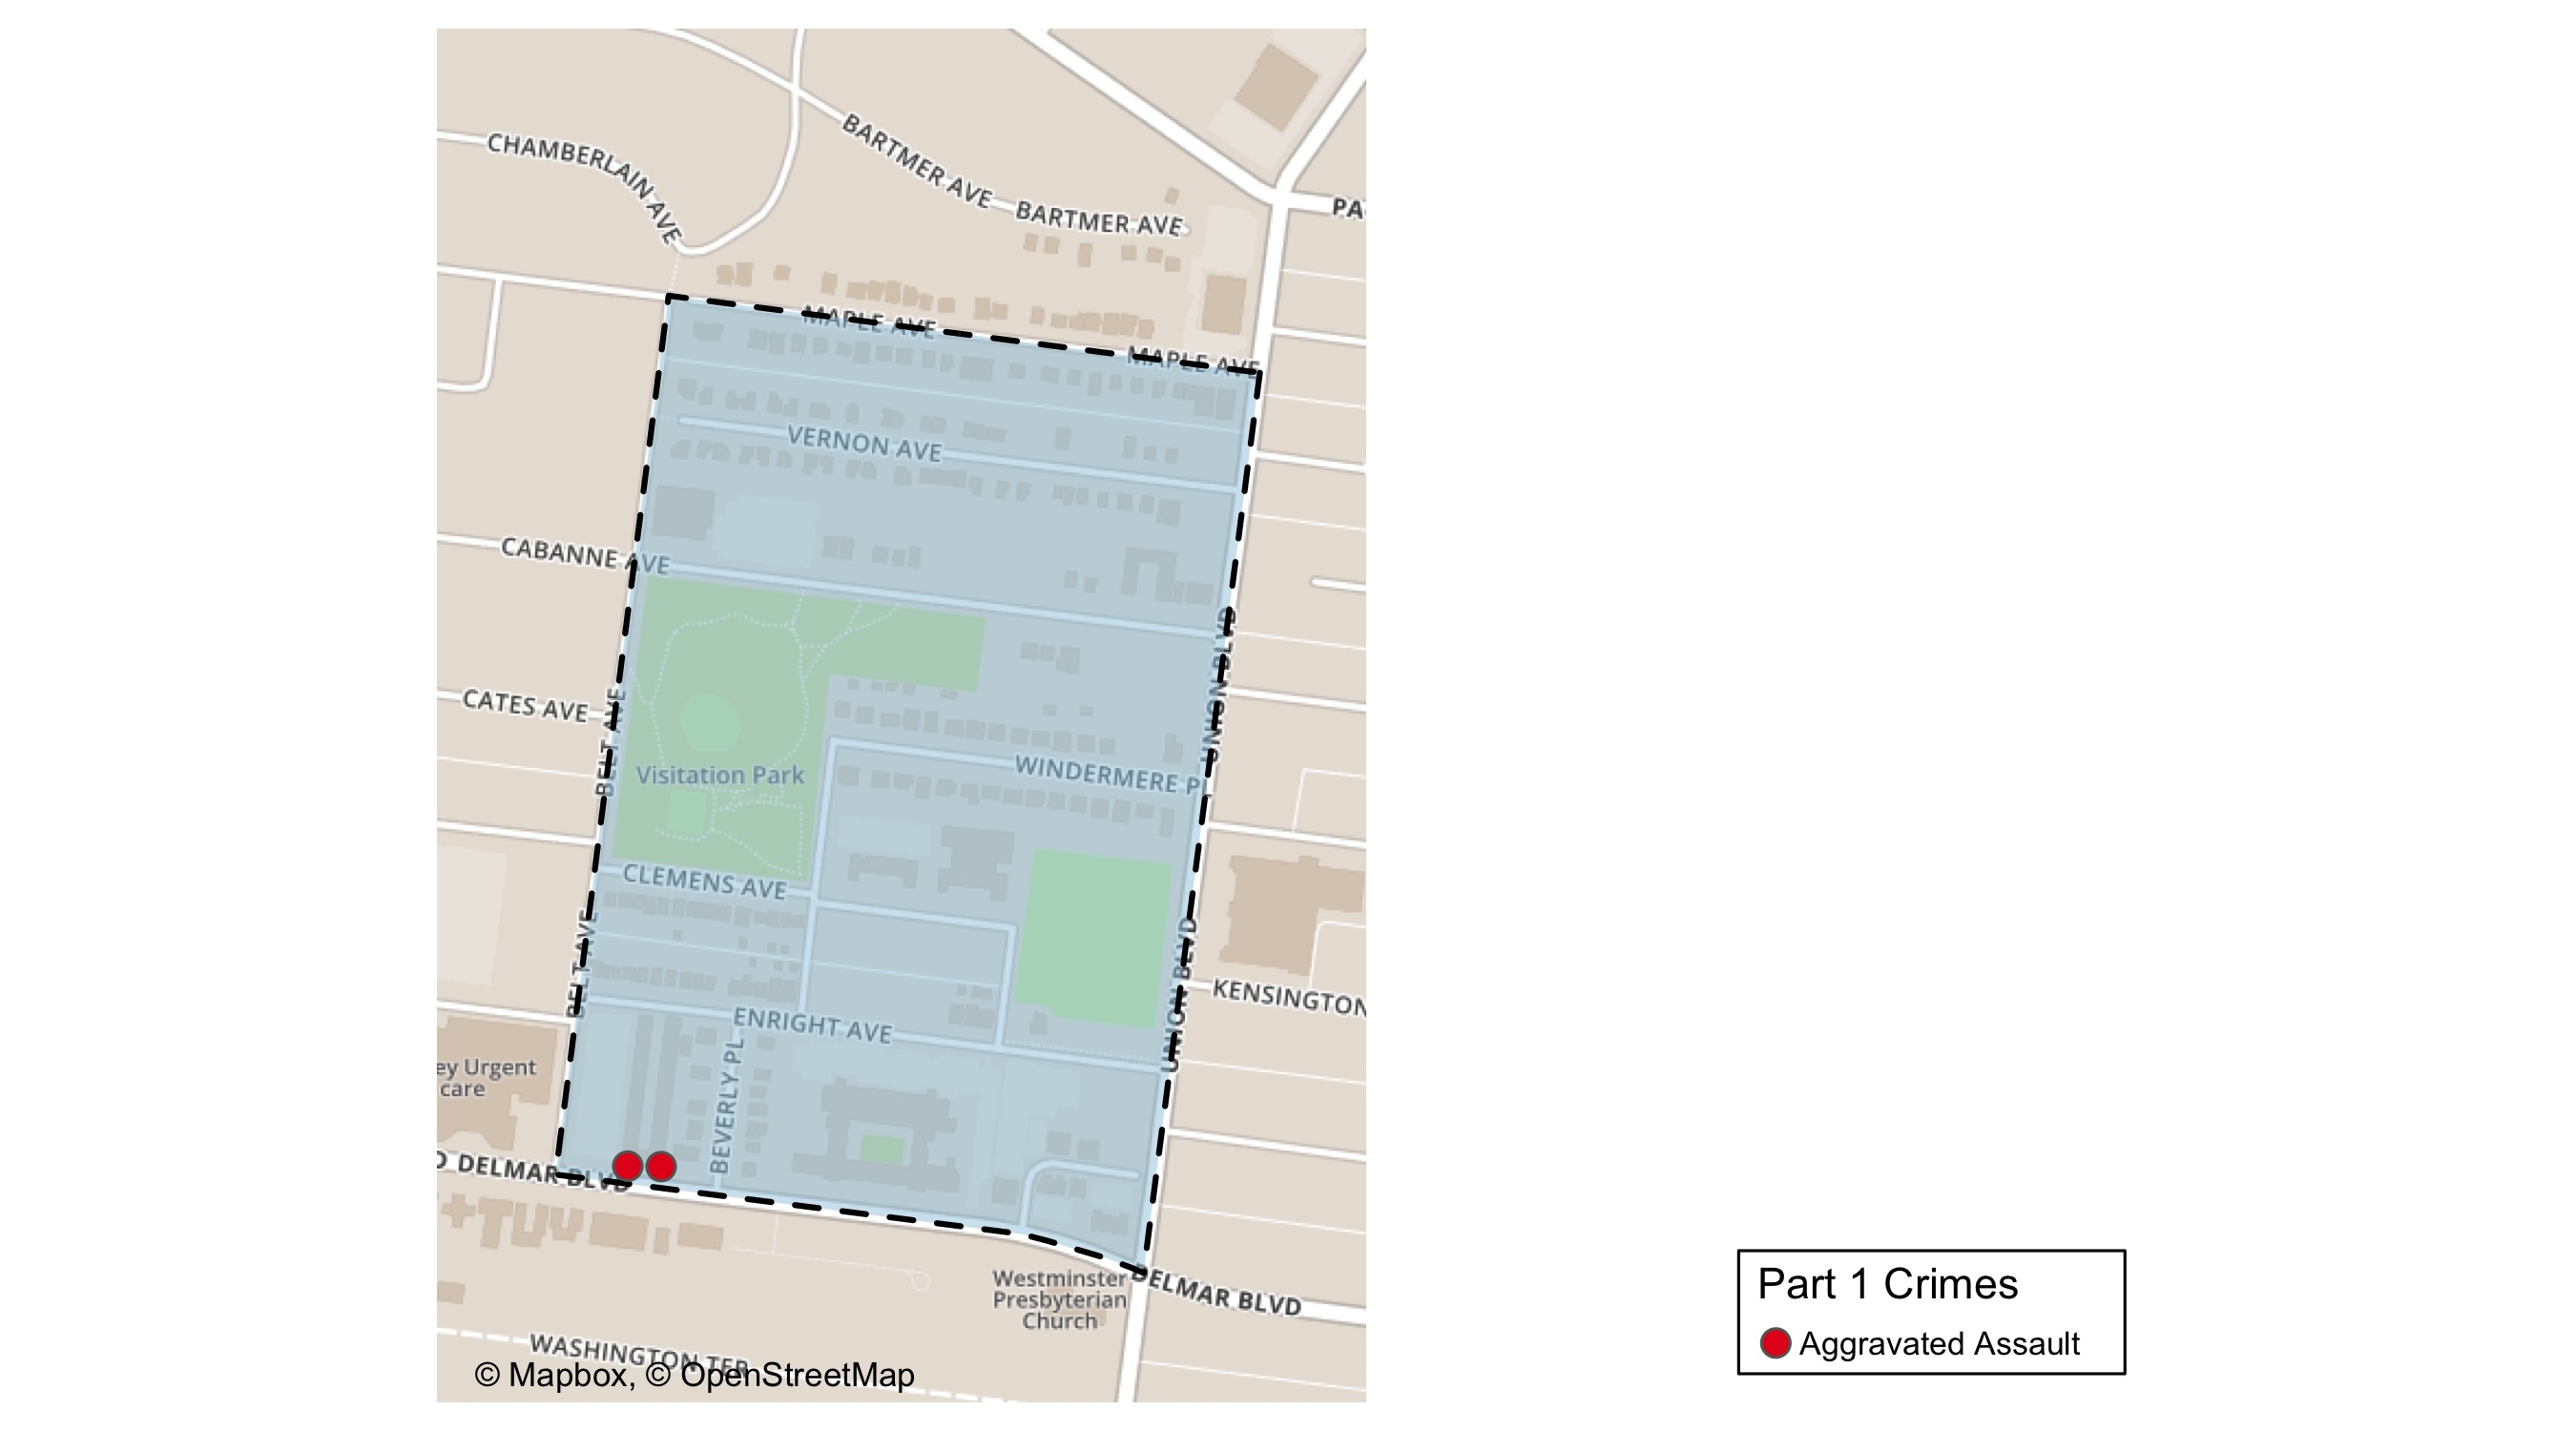 CHAMBERLAIN AVE
BARTMER AVE
BARTMER AVE
PA
MAPLE AVE
MAPLE AVE
VERNON AVE
CABANNE AVE
UNION BLVD
CATES AVE
BELT AVE
Visitation Park
WINDERMERE PL
CLEMENS AVE
BELT AVE
UNION BLVD
KENSINGTON
ENRIGHT AVE
BEVERLY PL
ey Urgent
care
D DELMAR BLVD
Westminster
Presbyterian
Church
DELMAR BLVD
WASHINGTON TER
© Mapbox, © OpenStreetMap
Part 1 Crimes
Aggravated Assault